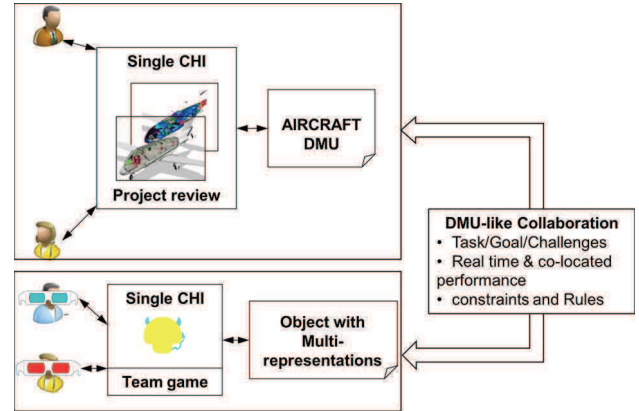 Single CHI
Project review
AIRCRAFT
DMU
DMU-like Collaboration
• Task/Goal/Challenges
• Real time & co-located
performance
• constraints and Rules
Single CHI
Team game
Object with
Multi-
representations